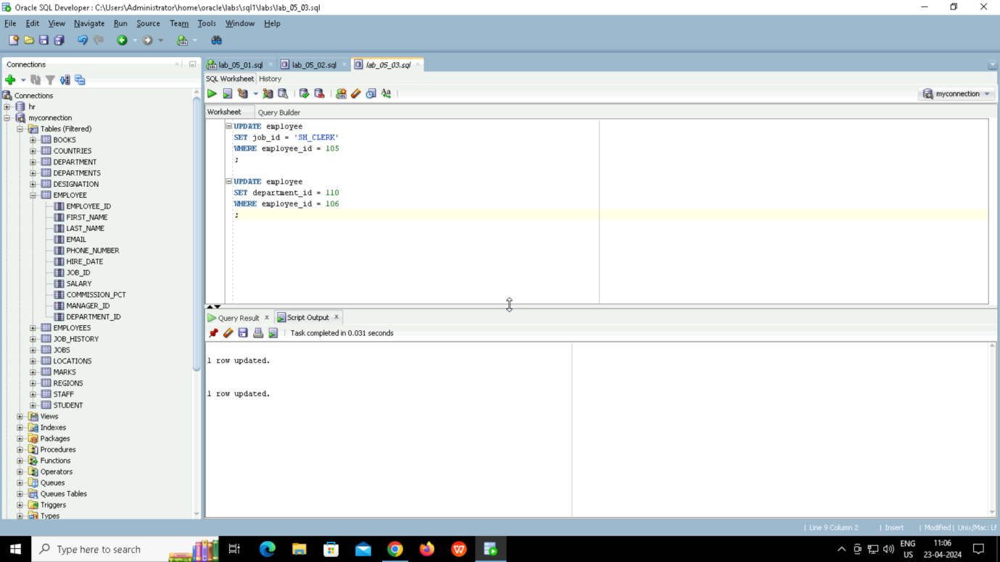 Oracle SQL Developer : C:\Users\Administrator\home\oracle\labs\sql1\labs\lab_05_03.sql
File Edit View Navigate Run Source Team Tools Window Help
Connections
Connections
hr
myconnection
Tables (Filtered)
BOOKS
COUNTRIES
DEPARTMENT
DEPARTMENTS
DESIGNATION
EMPLOYEE
EMPLOYEE_ID
FIRST_NAME
LAST_NAME
EMAIL
PHONE_NUMBER
HIRE_DATE
JOB_ID
SALARY
COMMISSION_PCT
MANAGER_ID
DEPARTMENT_ID
EMPLOYEES
JOB_HISTORY
JOBS
LOCATIONS
MARKS
REGIONS
STAFF
STUDENT
Views
Indexes
Packages
Procedures
Functions
Operators
Queues
Queues Tables
Triggers
Types
lab_05_01.sql lab_05_02.sql lab_05_03.sql
SQL Worksheet History
myconnection
Worksheet Query Builder
UPDATE employee
SET job_id = 'SH_CLERK'
WHERE employee_id = 105
;
UPDATE employee
SET department_id = 110
WHERE employee_id = 106
;
Query Result Script Output
Task completed in 0.031 seconds
1 row updated.
1 row updated.
Line 9 Column 2 Insert Modified Unix/Mac: LF
Type here to search
ENG
US
11:06
23-04-2024